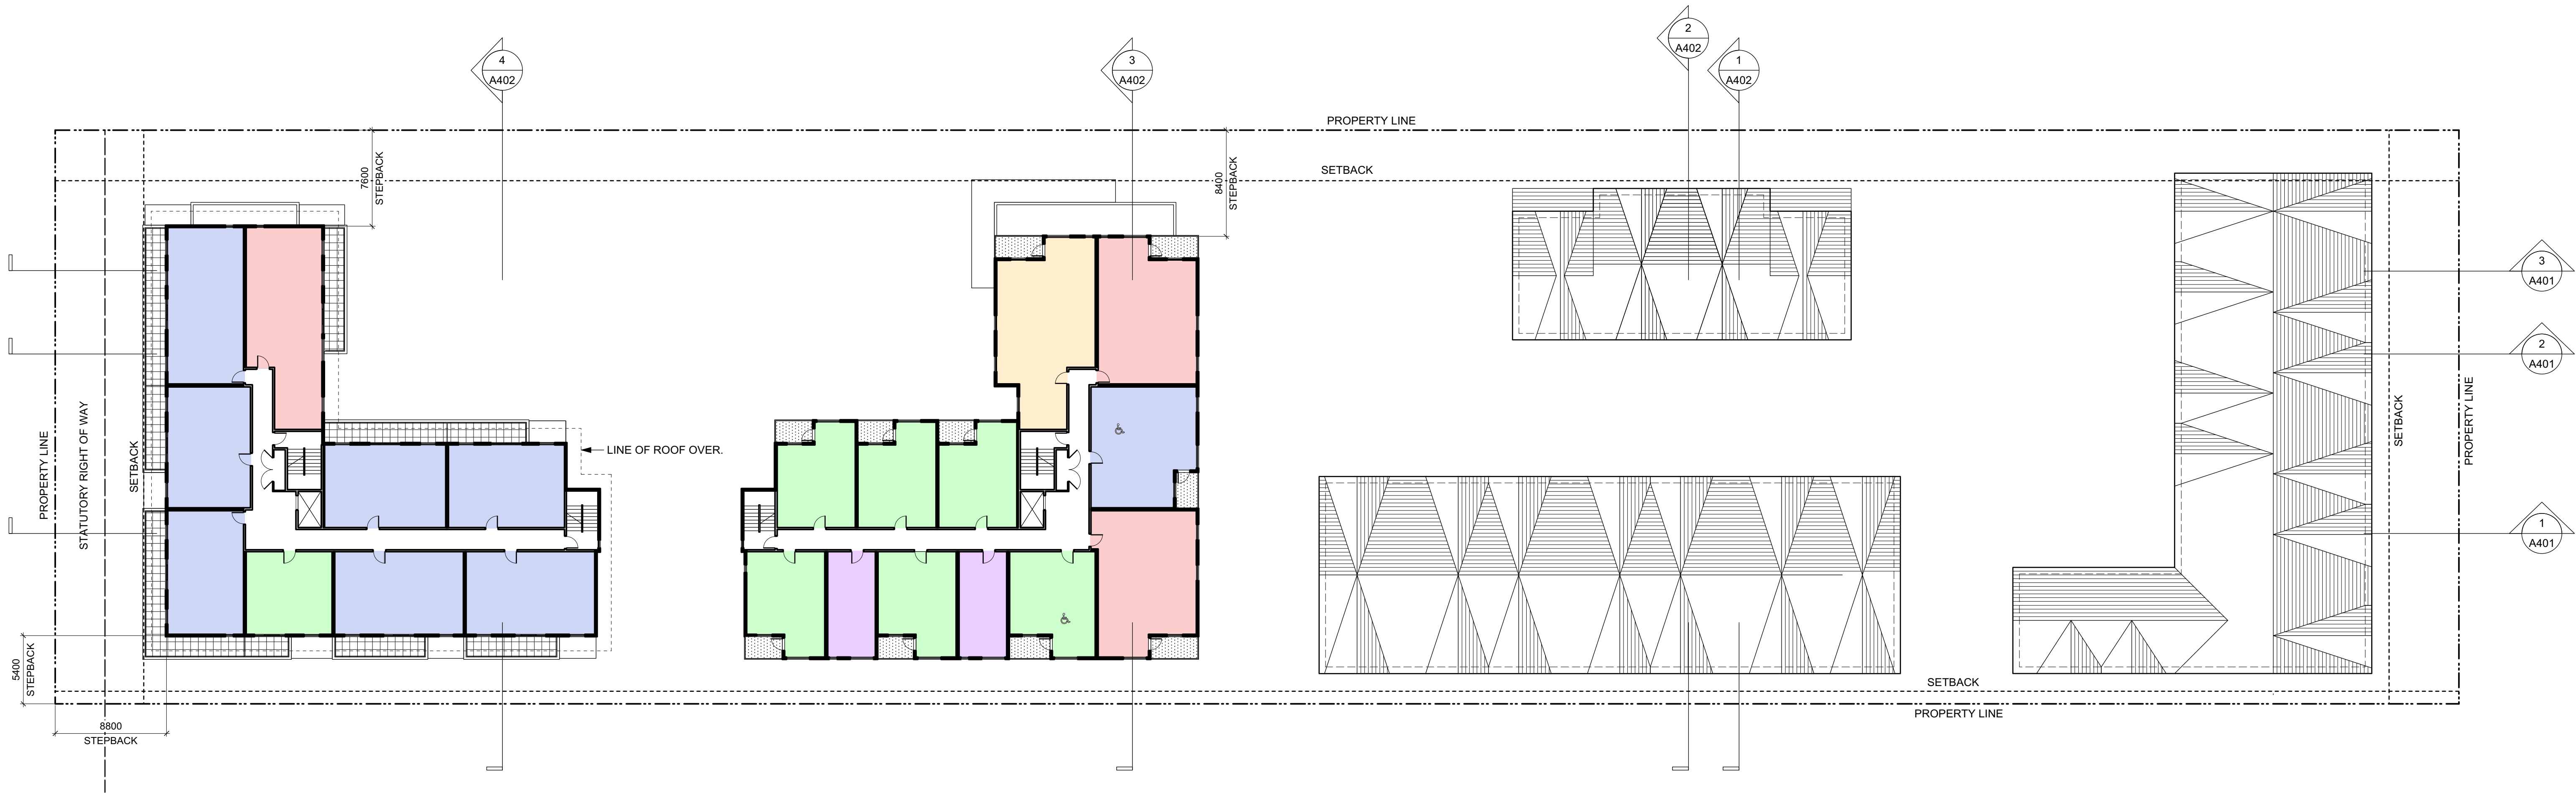 2
A402
4
A402
3
A402
1
A402
PROPERTY LINE
7600
STEPBACK
8400
STEPBACK
SETBACK
3
A401
2
A401
1
A401
PROPERTY LINE
STATUTORY RIGHT OF WAY
SETBACK
LINE OF ROOF OVER.
SETBACK
PROPERTY LINE
5400
STEPBACK
8800
STEPBACK
SETBACK
PROPERTY LINE